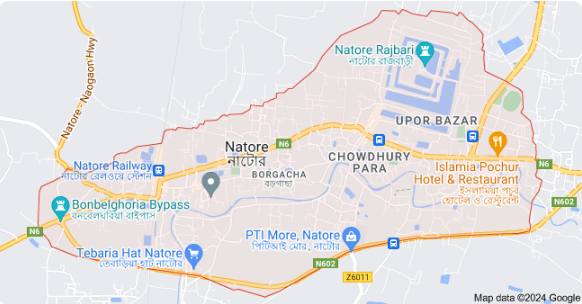 Natore Rajbari
নাটোর রাজবাড়ী
Natore - Naogaon Hwy
UPOR BAZAR
N6
Natore
নাটোর
CHOWDHURY
PARA
Islamia Pochur
Hotel & Restaurant
ইসলামিয়া পচুর
হোটেল ও রেস্টুরেন্ট
N6
Natore Railway
নাটোর রেলওয়ে স্টেশন
BORGACHA
বড়গাছা
Bonbelghoria Bypass
বনবেলঘরিয়া বাইপাস
N602
N6
PTI More, Natore
পিটিআই মোর, নাটোর
Tebaria Hat Natore
তেবাড়িয়া হাট নাটোর
N602
Z6011
Map data ©2024 Google